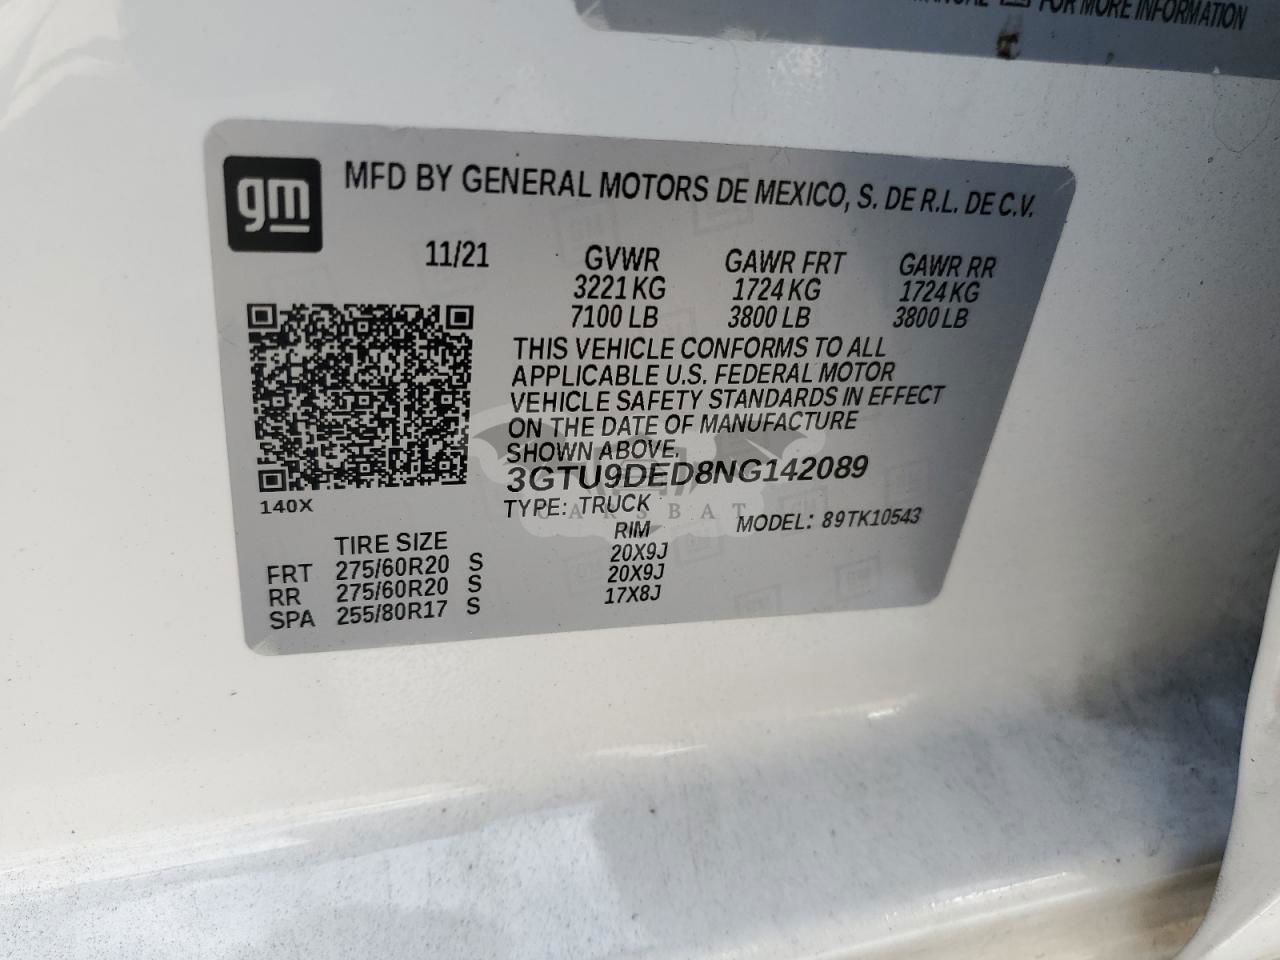 FOR MORE INFORMATION
gm
MFD BY GENERAL MOTORS DE MEXICO, S. DE R.L. DE C.V.
11/21 GVWR GAWR FRT GAWR RR
3221 KG 1724 KG 1724 KG
7100 LB 3800 LB 3800 LB
THIS VEHICLE CONFORMS TO ALL
APPLICABLE U.S. FEDERAL MOTOR
VEHICLE SAFETY STANDARDS IN EFFECT
ON THE DATE OF MANUFACTURE
SHOWN ABOVE.
3GTU9DED8NG142089
140X
TYPE: TRUCK MODEL: 89TK10543
CARSBAT
TIRE SIZE RIM
FRT 275/60R20 S 20X9J
RR 275/60R20 S 20X9J
SPA 255/80R17 S 17X8J